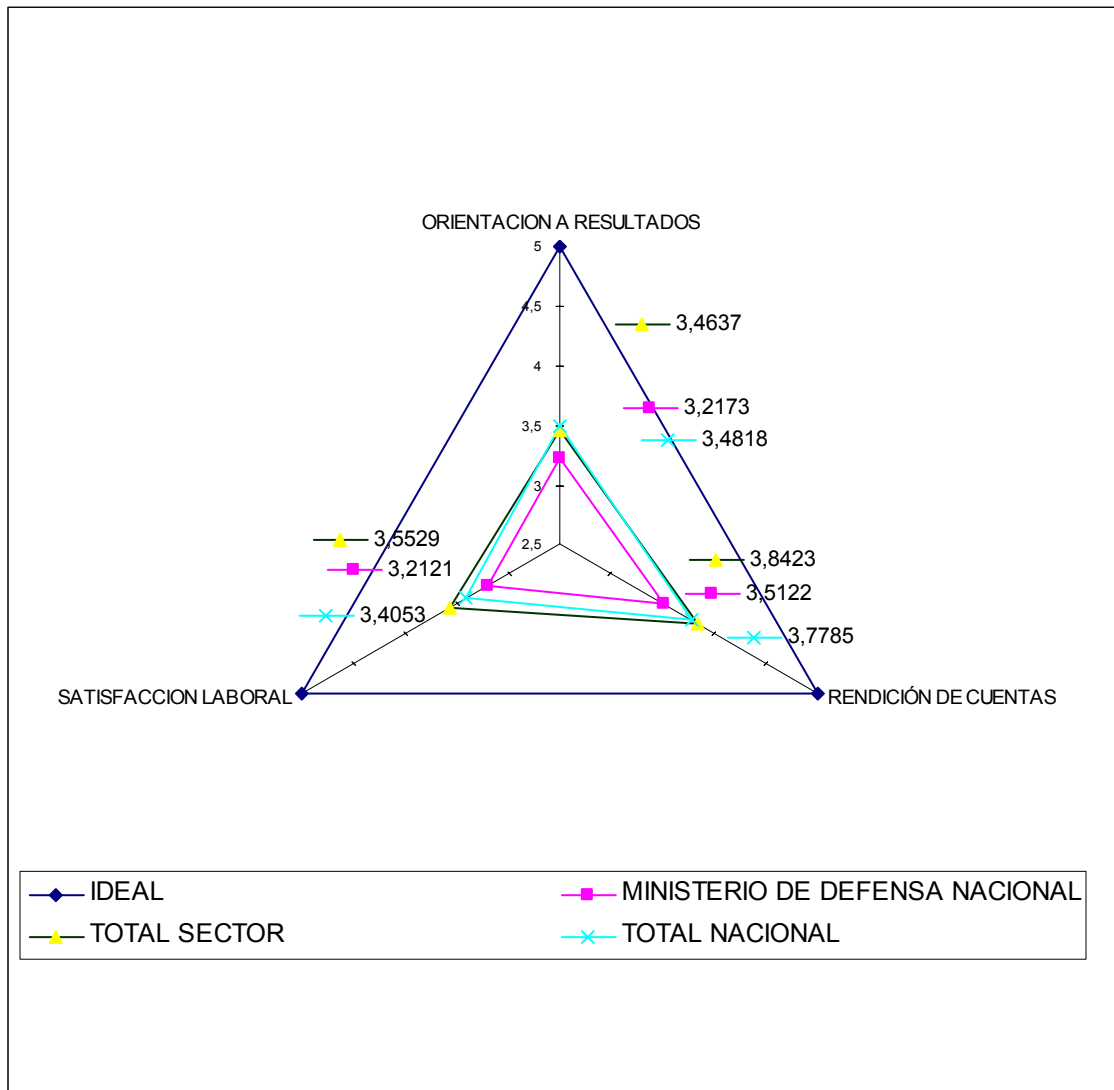 ORIENTACION A RESULTADOS
5
4,5
3,4637
4
3,2173
3,5
3,4818
3
3,5529
2,5
3,8423
3,2121
3,5122
3,4053
3,7785
SATISFACCION LABORAL
RENDICIÓN DE CUENTAS
IDEAL
MINISTERIO DE DEFENSA NACIONAL
TOTAL SECTOR
TOTAL NACIONAL